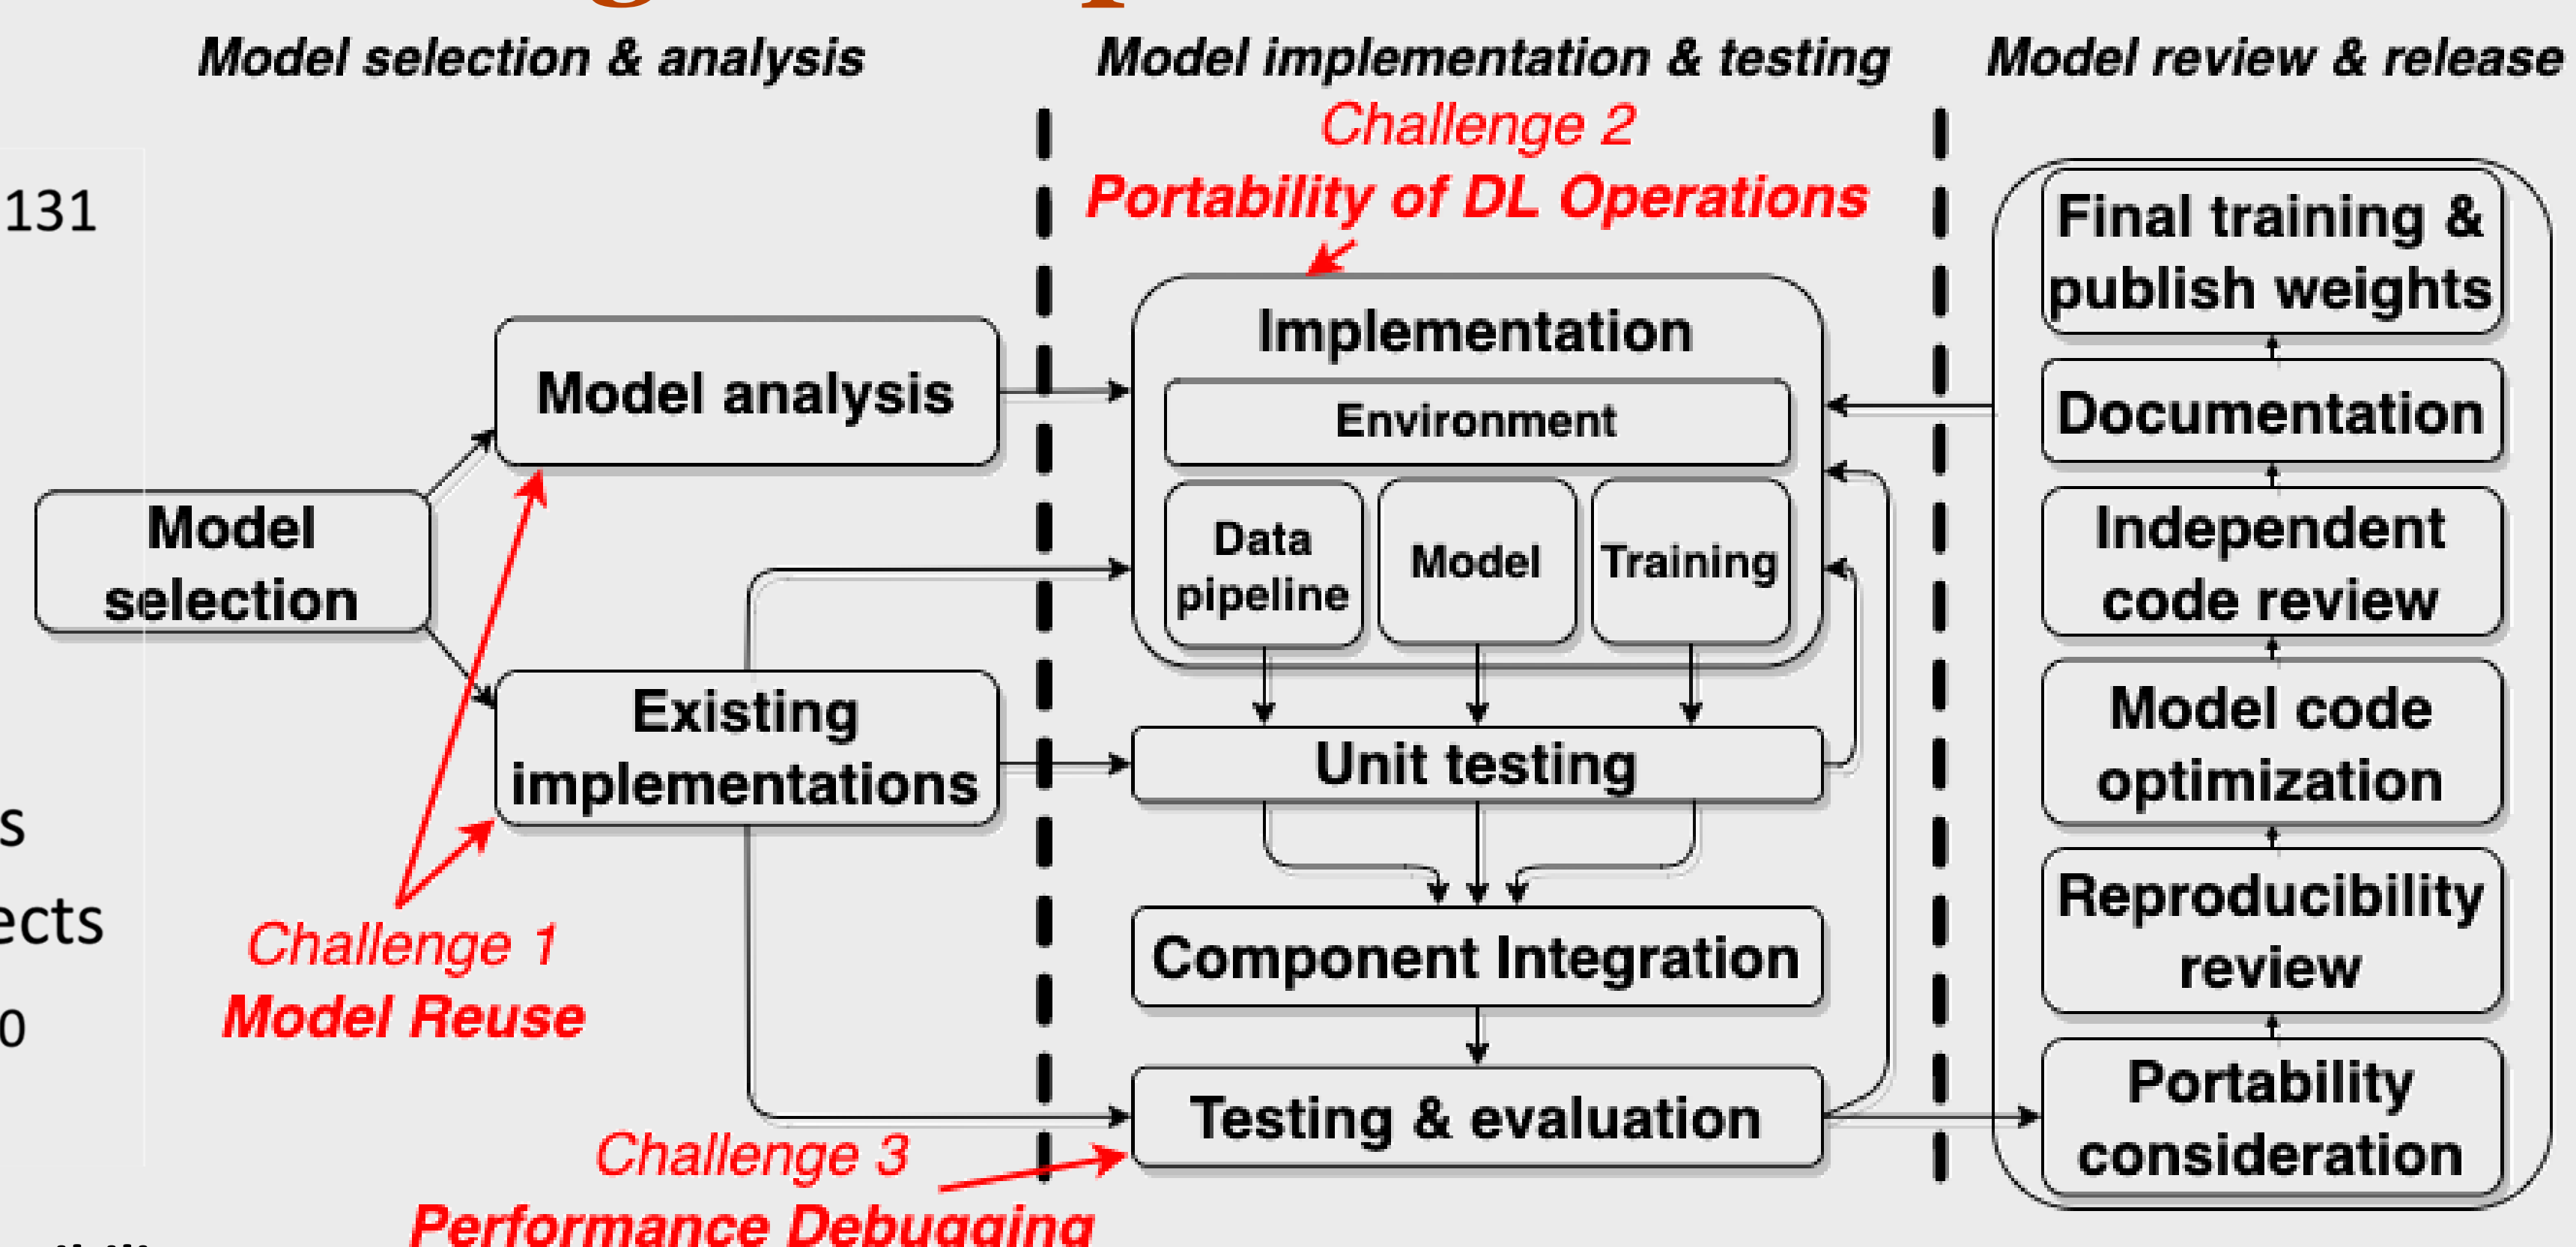 Model selection & analysis
Model implementation & testing
Model review & release
131
s
ects
0
Model
selection
Model analysis
Existing
implementations
Challenge 1
Model Reuse
Challenge 2
Portability of DL Operations
Implementation
Environment
Data
pipeline
Model
Training
Unit testing
Component Integration
Testing & evaluation
Challenge 3
Performance Debugging
Final training &
publish weights
Documentation
Independent
code review
Model code
optimization
Reproducibility
review
Portability
consideration